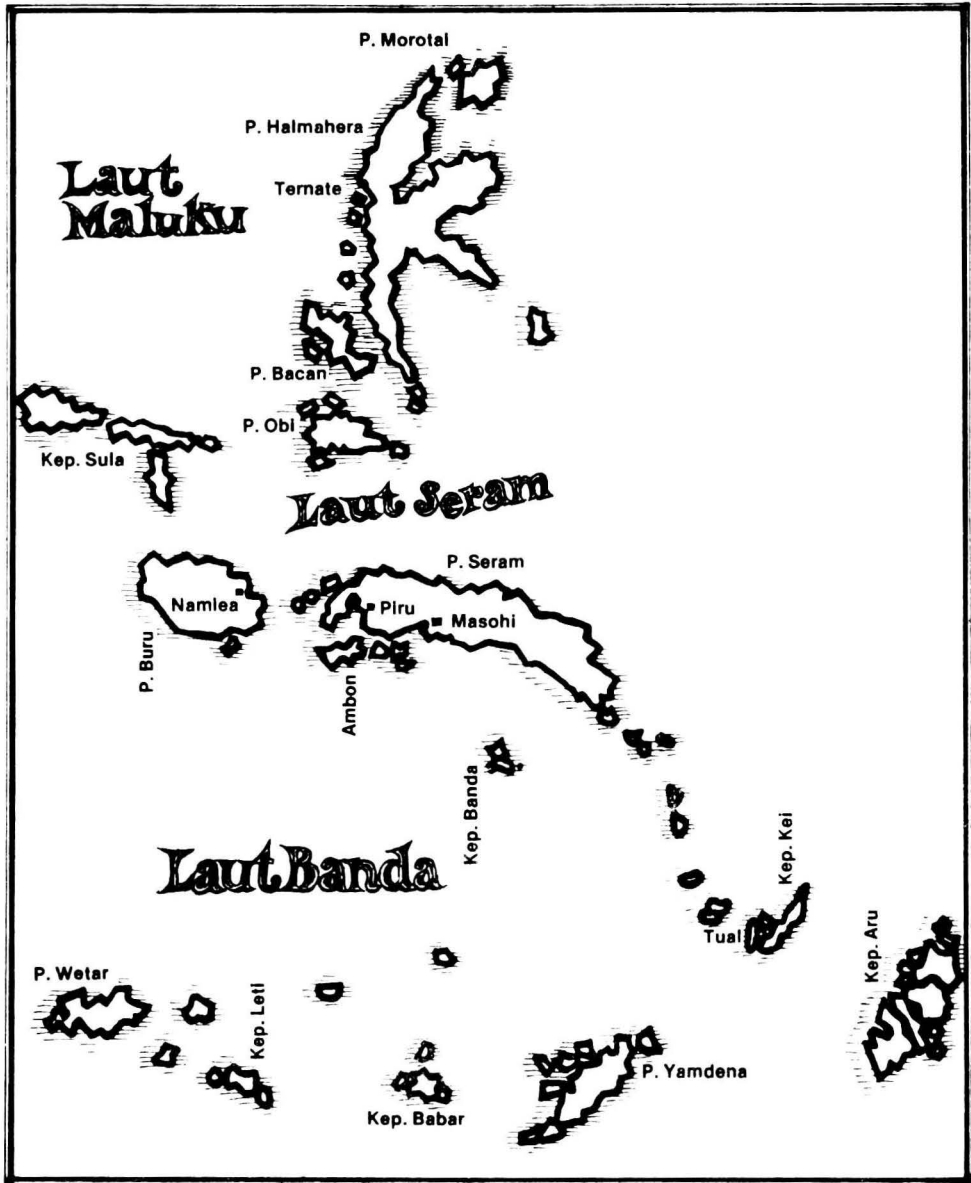 P. Morotai
P. Halmahera
Laut
Maluku
Ternate
P. Bacan
P. Obi
Kep. Sula
Laut Seram
P. Seram
Namlea
Piru
Masohi
P. Buru
Ambon
Kep. Banda
Laut Banda
Kep. Kei
Tual
Kep. Aru
P. Wetar
Kep. Leti
P. Yamdena
Kep. Babar